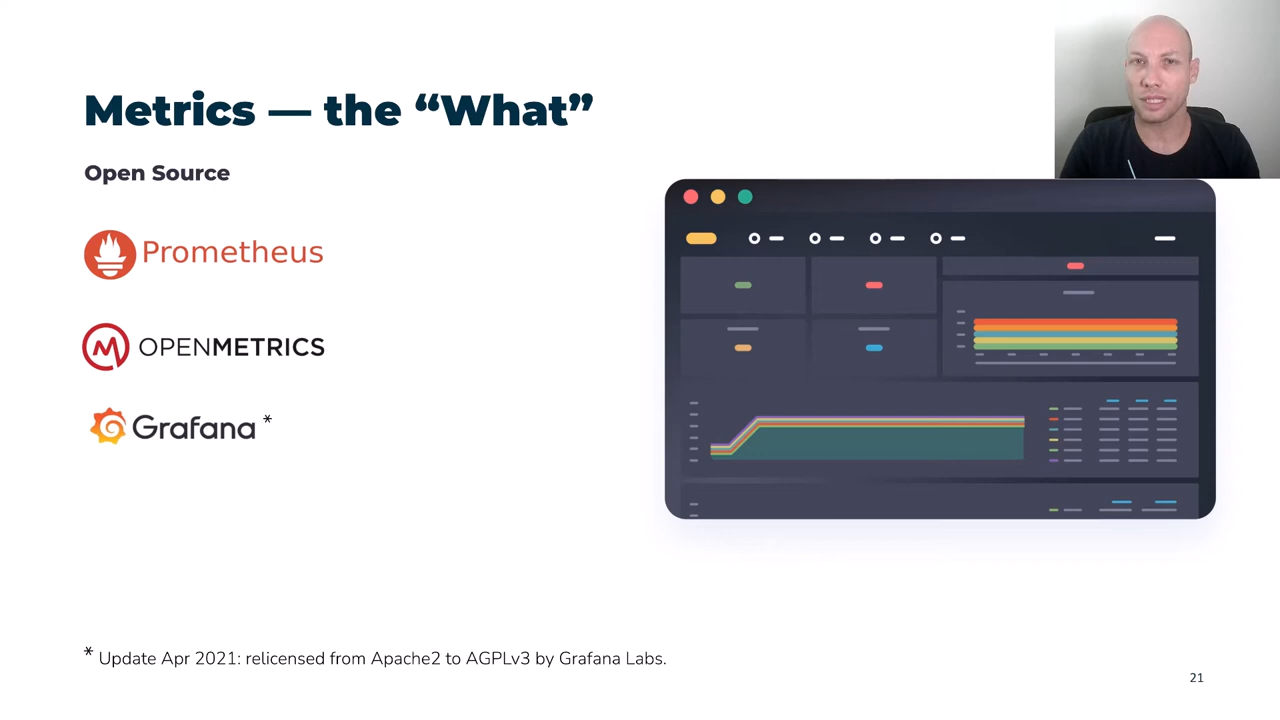 Metrics — the “What”
Open Source
Prometheus
OPENMETRICS
Grafana *
* Update Apr 2021: relicensed from Apache2 to AGPLv3 by Grafana Labs.
21